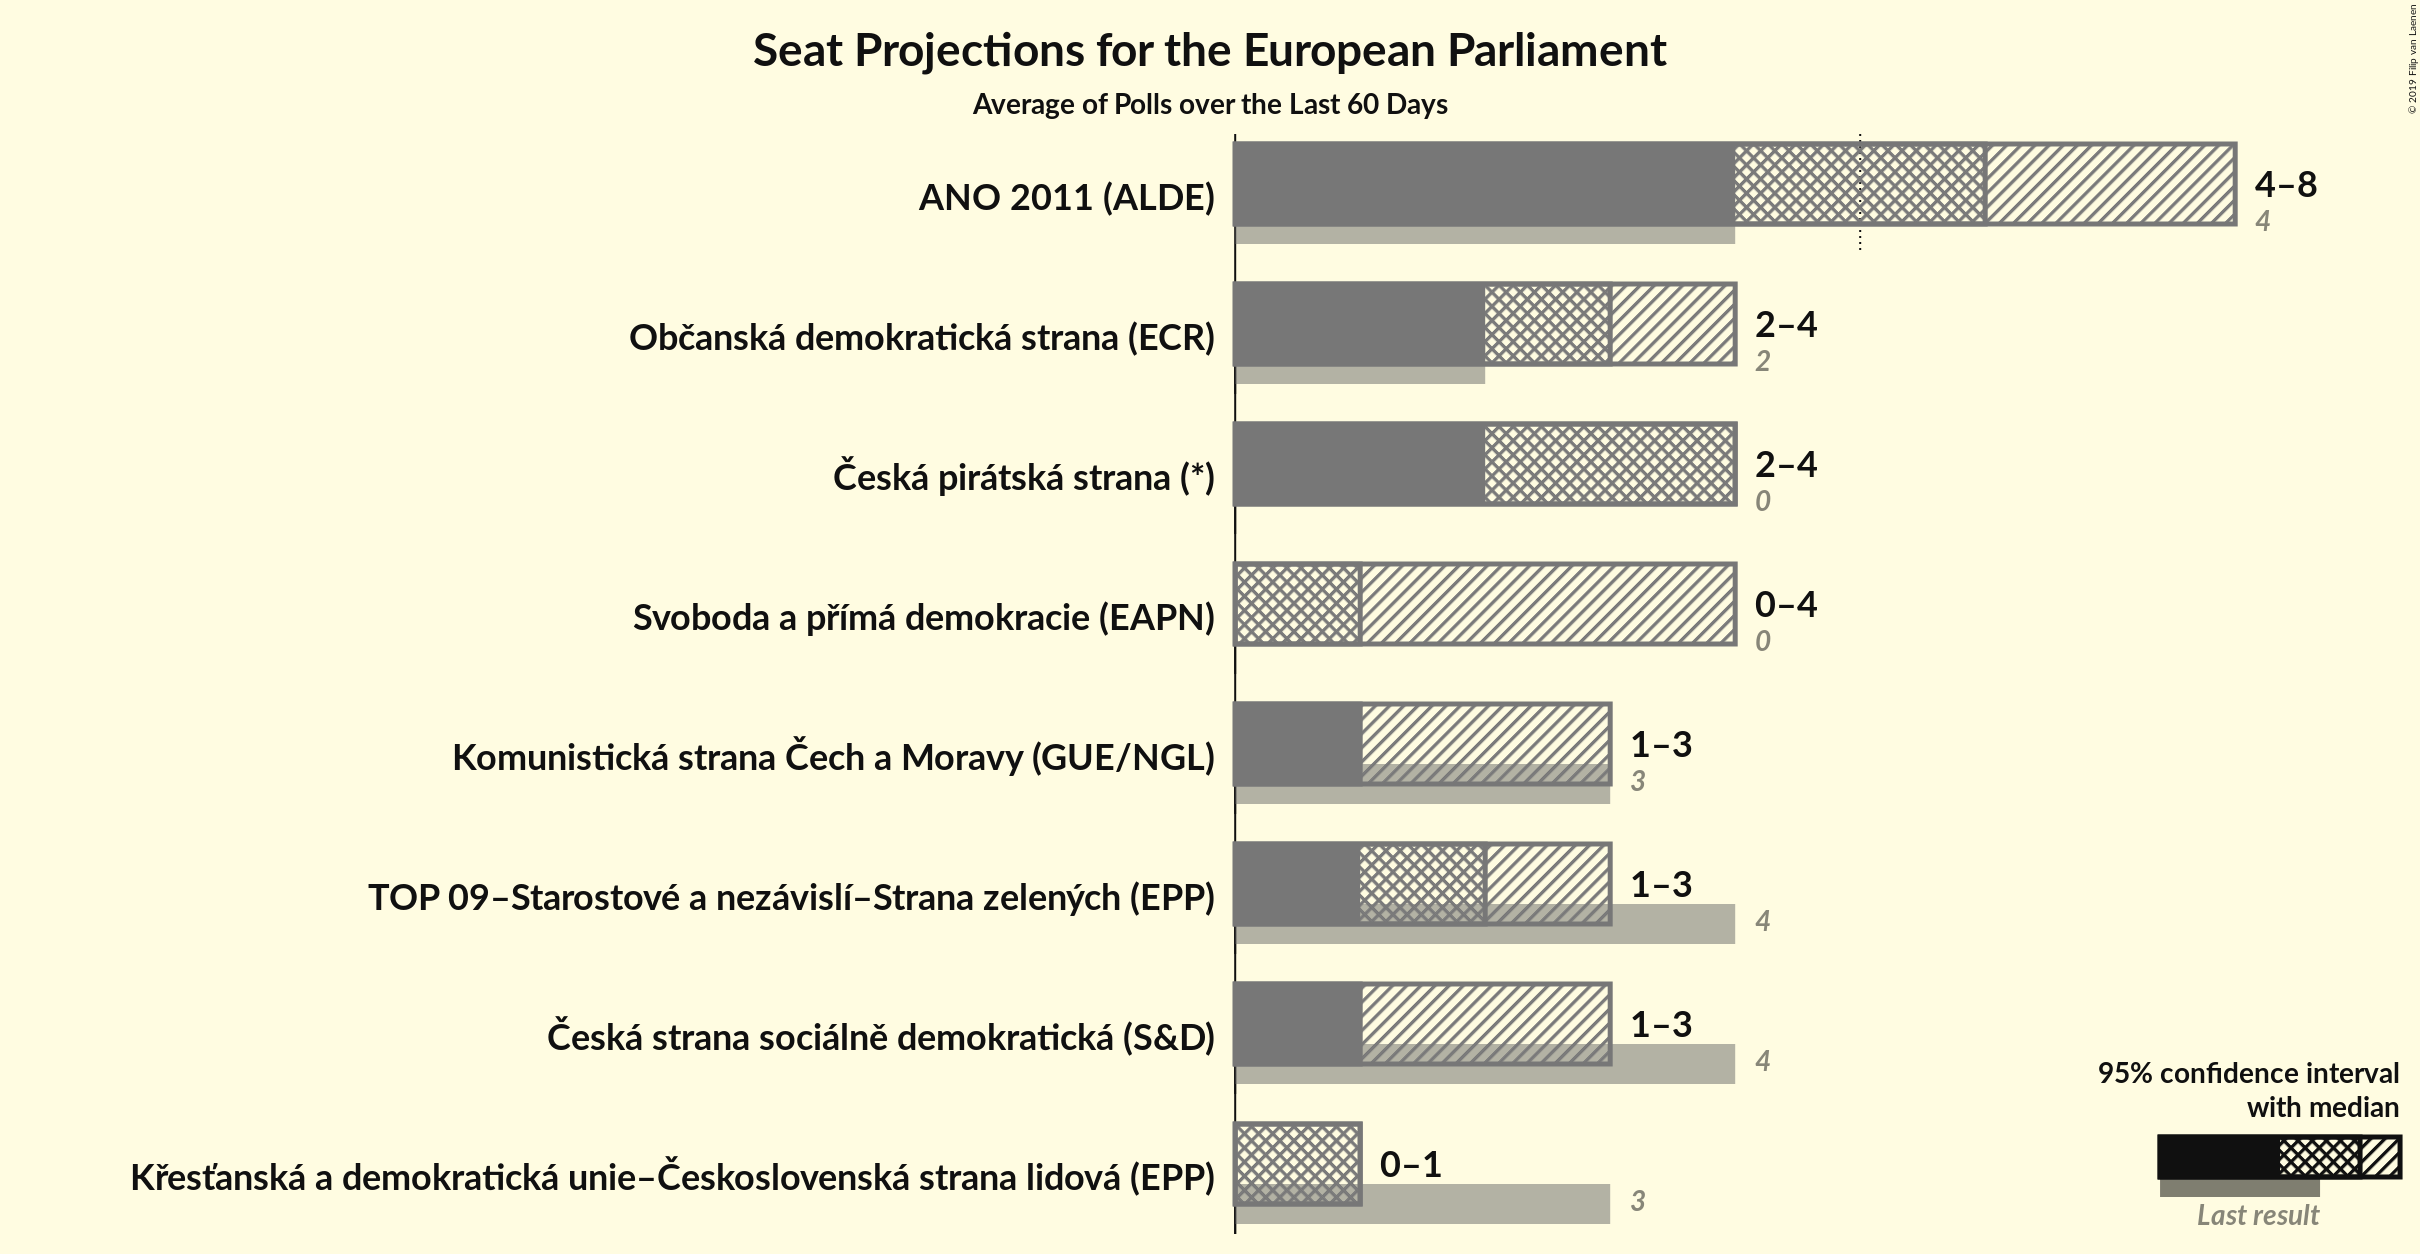 Seat Projections for the European Parliament
Average of Polls over the Last 60 Days
© 2019 Filip van Laenen
ANO 2011 (ALDE)
4–8
4
Občanská demokratická strana (ECR)
2–4
2
Česká pirátská strana (*)
2–4
0
Svoboda a přímá demokracie (EAPN)
0–4
0
Komunistická strana Čech a Moravy (GUE/NGL)
1–3
3
TOP 09–Starostové a nezávislí–Strana zelených (EPP)
1–3
4
Česká strana sociálně demokratická (S&D)
1–3
4
Křesťanská a demokratická unie–Československá strana lidová (EPP)
0–1
3
95% confidence interval
with median
Last result